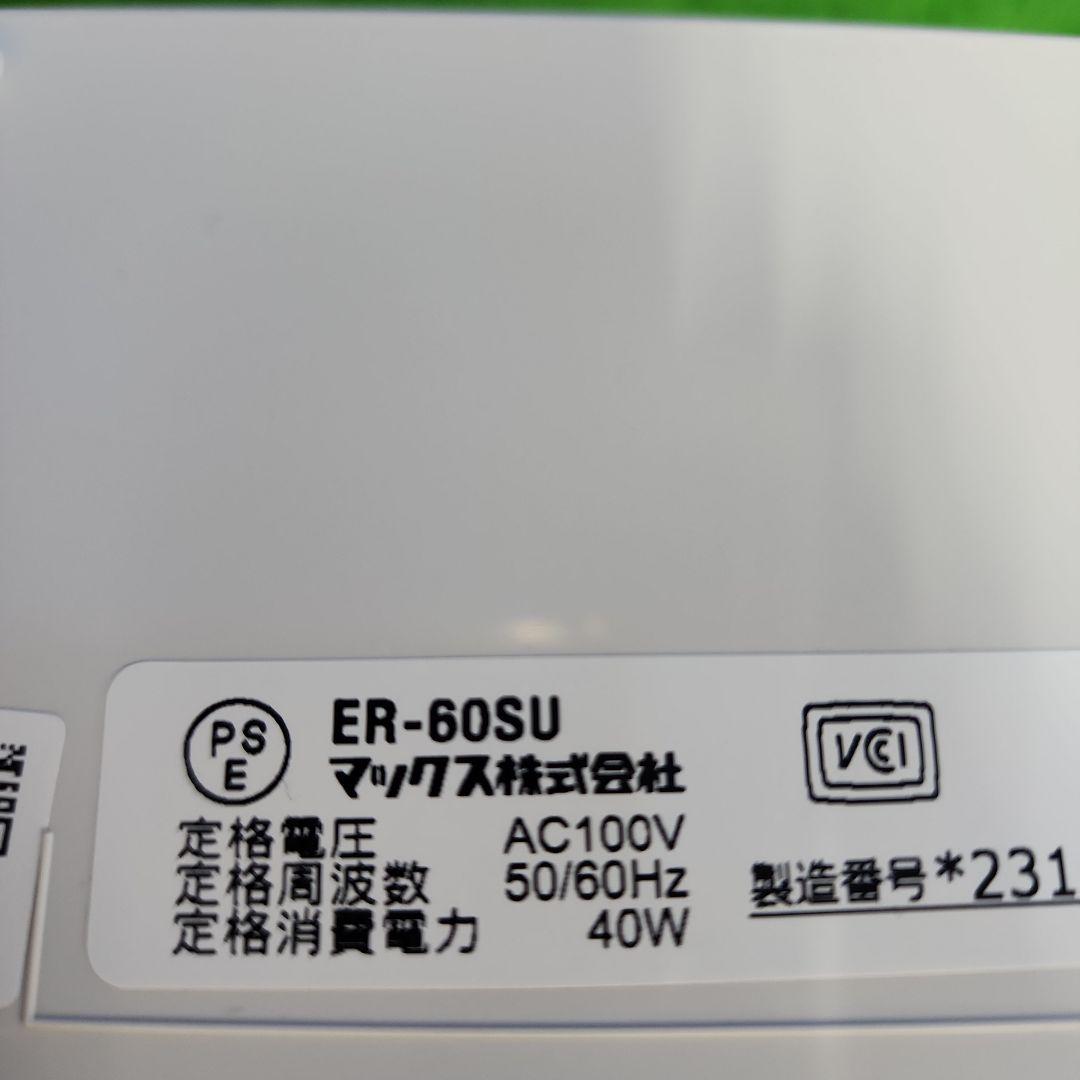 PS
E
ER-60SU
マックス株式会社
VCCI
定格電圧 AC100V
定格周波数 50/60Hz
定格消費電力 40W
製造番号*231